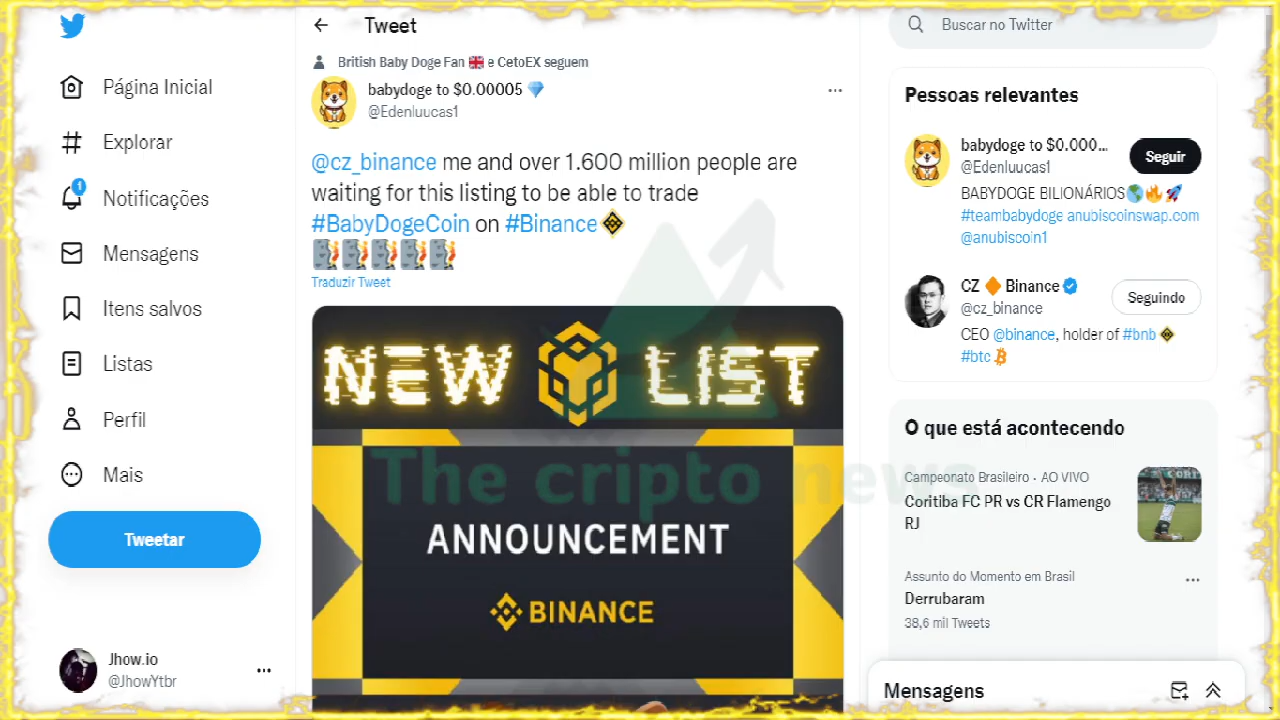 Tweet
Buscar no Twitter
British Baby Doge Fan 🇬🇧 e CetoEX seguem
babydoge to $0.00005 💎
@Edenluucas1
@cz_binance me and over 1.600 million people are
waiting for this listing to be able to trade
#BabyDogeCoin on #Binance
Traduzir Tweet
NEW LIST
ANNOUNCEMENT
BINANCE
The cripto news
Página Inicial
Explorar
1
Notificações
Mensagens
Itens salvos
Listas
Perfil
Mais
Tweetar
Jhow.io
@JhowYtbr
Pessoas relevantes
babydoge to $0.000...
@Edenluucas1
Seguir
BABYDOGE BILIONÁRIOS🌎🔥🚀
#teambabydoge anubiscoinswap.com
@anubiscoin1
CZ 🔶 Binance
@cz_binance
Seguindo
CEO @binance, holder of #bnb
#btc
O que está acontecendo
Campeonato Brasileiro · AO VIVO
Coritiba FC PR vs CR Flamengo
RJ
Assunto do Momento em Brasil
Derrubaram
38,6 mil Tweets
Mensagens